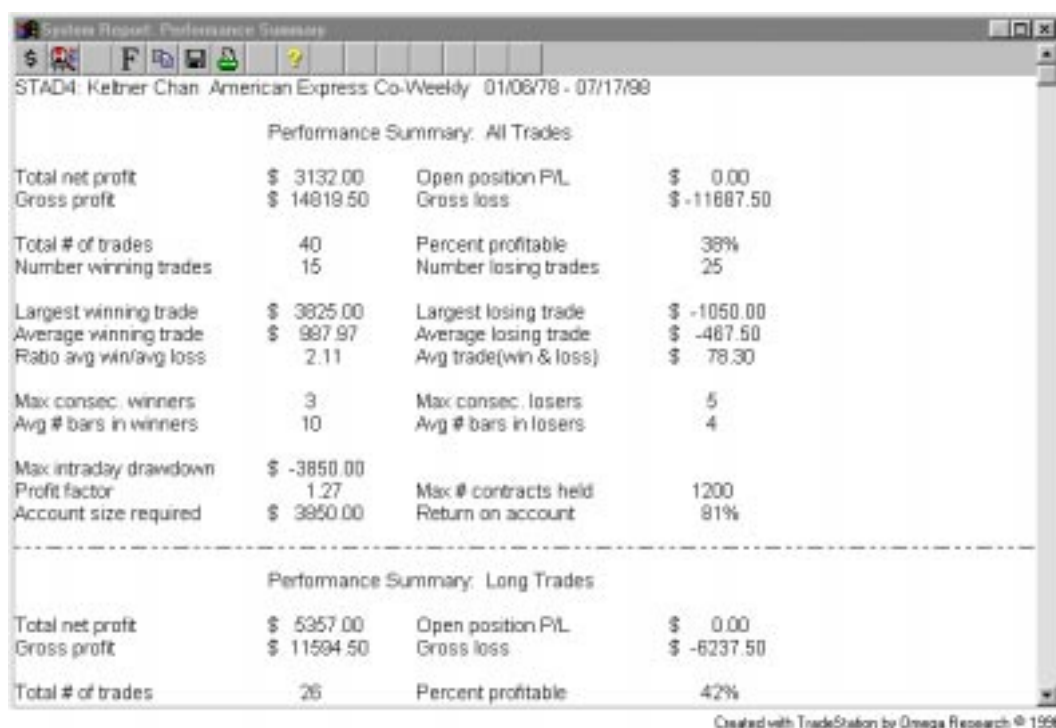 System Report: Performance Summary
$ F ?
STAD4: Keltner Chan American Express Co-Weekly 01/06/78 - 07/17/98
Performance Summary: All Trades
Total net profit $ 3132.00 Open position P/L $ 0.00
Gross profit $ 14819.50 Gross loss $ -11687.50
Total # of trades 40 Percent profitable 38%
Number winning trades 15 Number losing trades 25
Largest winning trade $ 3825.00 Largest losing trade $ -1050.00
Average winning trade $ 987.97 Average losing trade $ -467.50
Ratio avg win/avg loss 2.11 Avg trade(win & loss) $ 78.30
Max consec. winners 3 Max consec. losers 5
Avg # bars in winners 10 Avg # bars in losers 4
Max intraday drawdown $ -3850.00
Profit factor 1.27 Max # contracts held 1200
Account size required $ 3850.00 Return on account 81%
Performance Summary: Long Trades
Total net profit $ 5357.00 Open position P/L $ 0.00
Gross profit $ 11594.50 Gross loss $ -6237.50
Total # of trades 26 Percent profitable 42%
Created with TradeStation by Omega Research ©